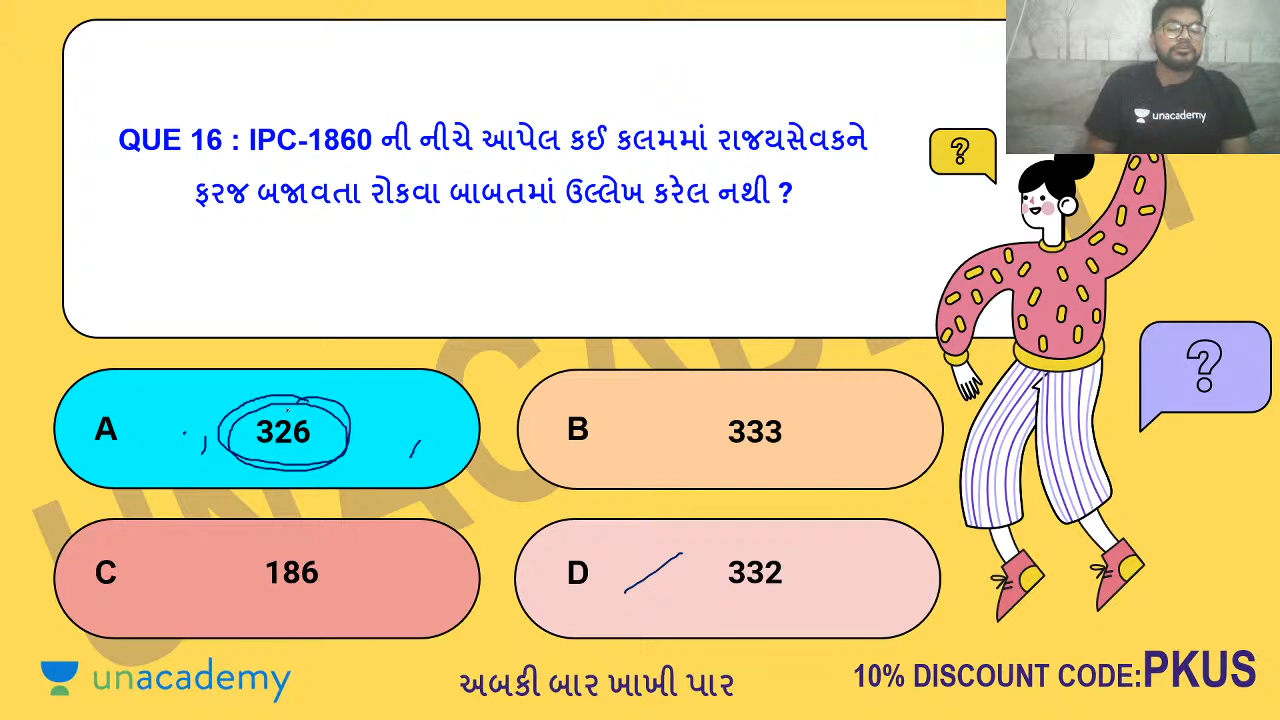 QUE 16 : IPC-1860 ની નીચે આપેલ કઈ કલમમાં રાજયસેવકને
ફરજ બજાવતા રોકવા બાબતમાં ઉલ્લેખ કરેલ નથી ?
?
unacademy
?
A 326
B 333
C 186
D 332
UNACADEMY
unacademy
અબકી બાર ખાખી પાર
10% DISCOUNT CODE:PKUS